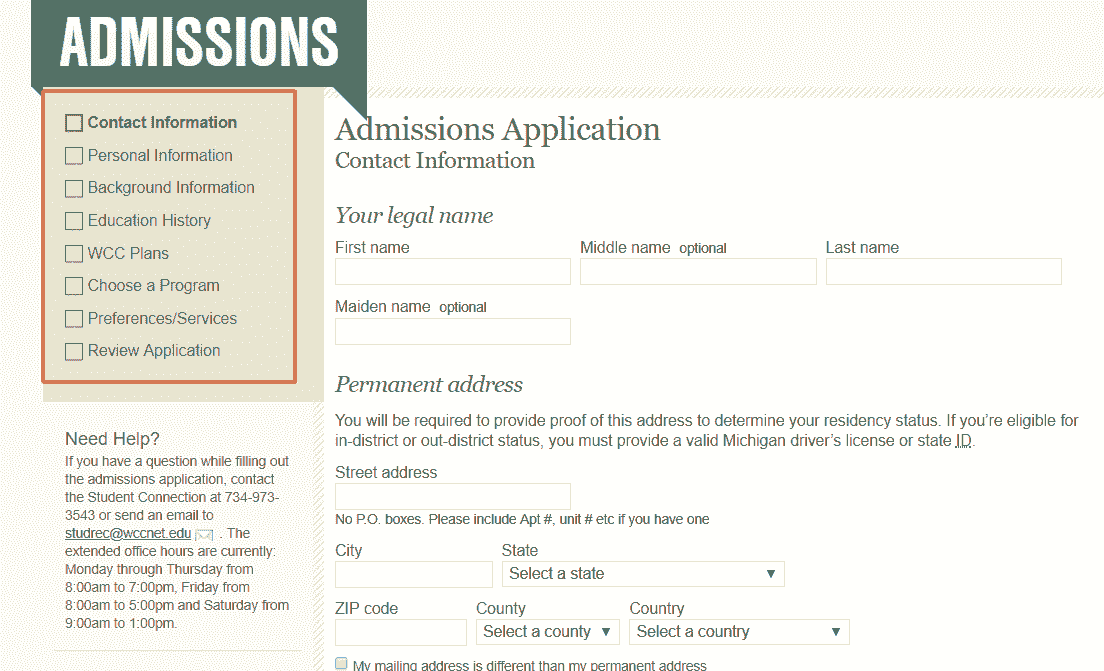 ADMISSIONS
Contact Information
Personal Information
Background Information
Education History
WCC Plans
Choose a Program
Preferences/Services
Review Application
Need Help?
If you have a question while filling out
the admissions application, contact
the Student Connection at 734-973-
3543 or send an email to
studrec@wccnet.edu . The
extended office hours are currently:
Monday through Thursday from
8:00am to 7:00pm, Friday from
8:00am to 5:00pm and Saturday from
9:00am to 1:00pm.
Admissions Application
Contact Information
Your legal name
First name Middle name optional Last name
Maiden name optional
Permanent address
You will be required to provide proof of this address to determine your residency status. If you’re eligible for
in-district or out-district status, you must provide a valid Michigan driver’s license or state ID.
Street address
No P.O. boxes. Please include Apt #, unit # etc if you have one
City State
Select a state
ZIP code County Country
Select a county Select a country
My mailing address is different than my permanent address